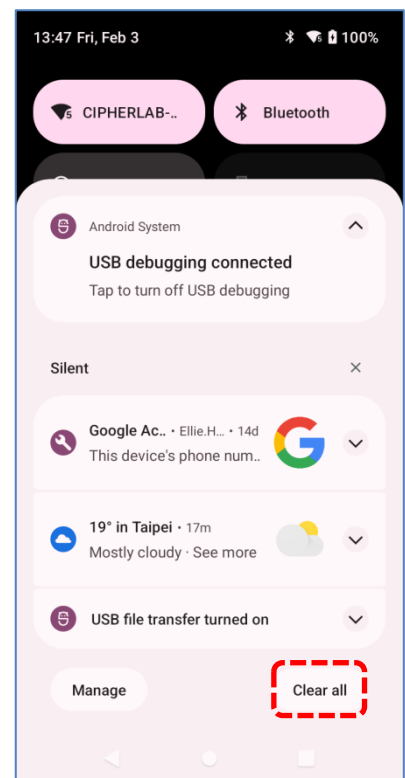 13:47 Fri, Feb 3 5 100%
5 CIPHERLAB-.. Bluetooth
Android System
USB debugging connected
Tap to turn off USB debugging
Silent
Google Ac.. • Ellie.H... • 14d
This device's phone num..
19° in Taipei • 17m
Mostly cloudy · See more
USB file transfer turned on
Manage Clear all